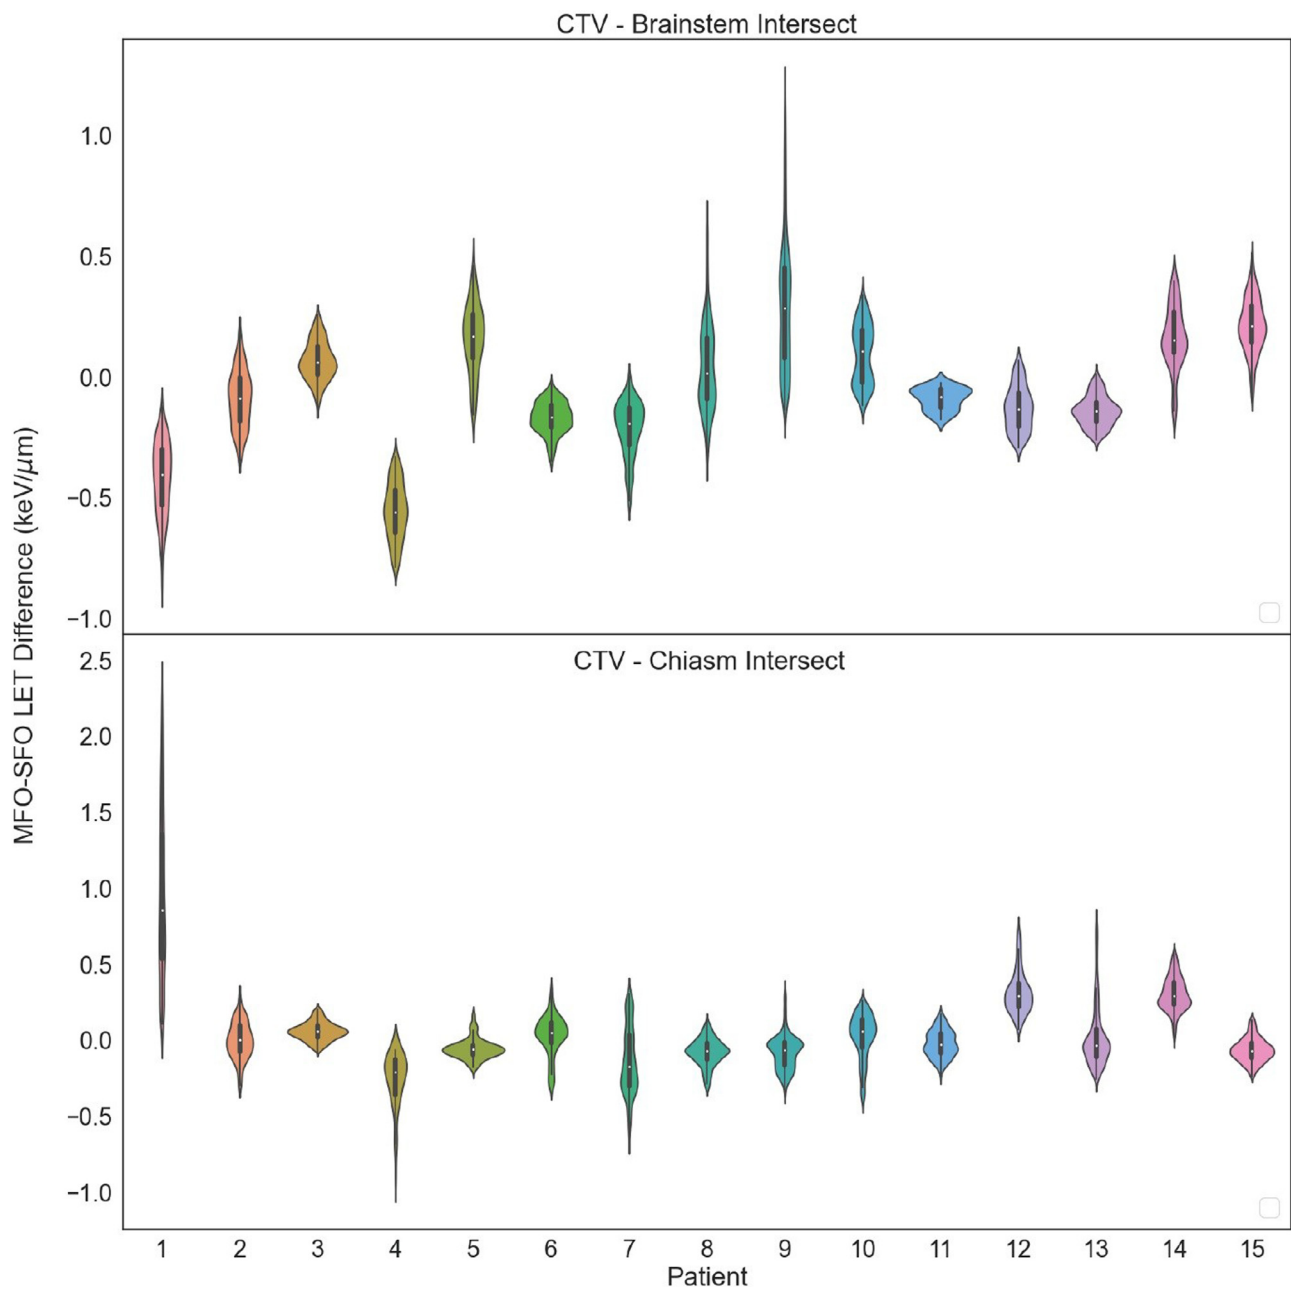 CTV - Brainstem Intersect
1.0
0.5
0.0
−0.5
−1.0
MFO-SFO LET Difference (keV/μm)
CTV - Chiasm Intersect
2.5
2.0
1.5
1.0
0.5
0.0
−0.5
−1.0
1 2 3 4 5 6 7 8 9 10 11 12 13 14 15
Patient